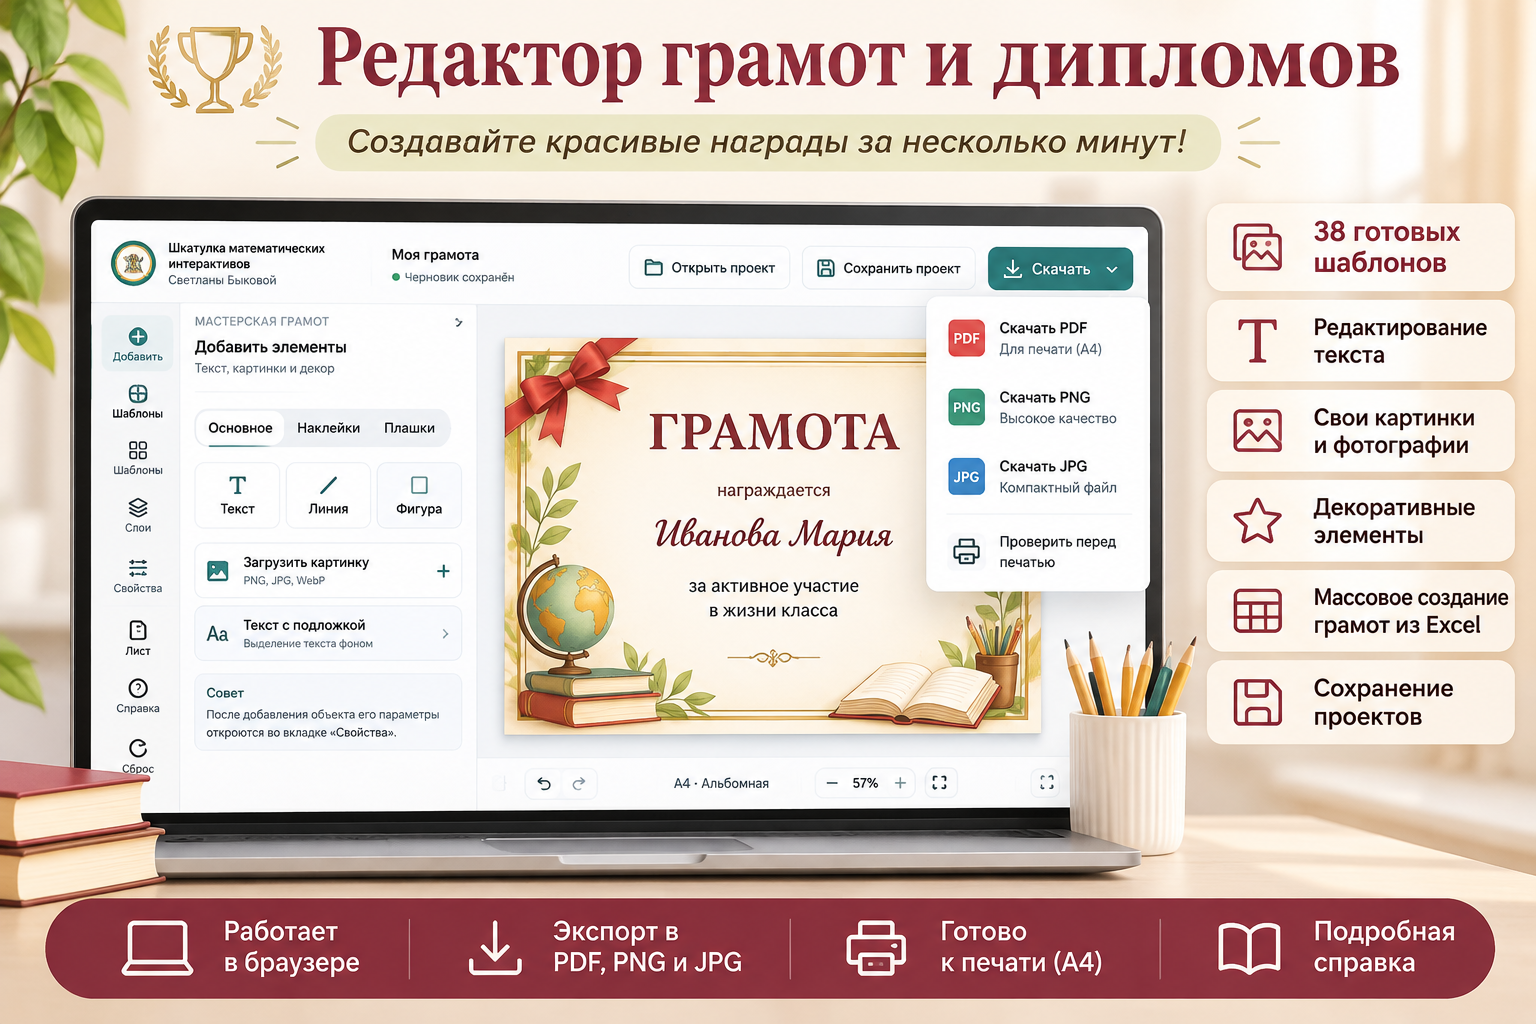 Редактор грамот и дипломов
Создавайте красивые награды за несколько минут!
Шкатулка математических
интерактивов
Светланы Быковой
Моя грамота
Черновик сохранён
Открыть проект
Сохранить проект
Скачать
Добавить
Шаблоны
Шаблоны
Слои
Свойства
Лист
Справка
Сброс
МАСТЕРСКАЯ ГРАМОТ
Добавить элементы
Текст, картинки и декор
Основное
Наклейки
Плашки
Текст
Линия
Фигура
Загрузить картинку
PNG, JPG, WebP
Aa
Текст с подложкой
Выделение текста фоном
Совет
После добавления объекта его параметры
откроются во вкладке «Свойства».
ГРАМОТА
награждается
Иванова Мария
за активное участие
в жизни класса
PDF
Скачать PDF
Для печати (А4)
PNG
Скачать PNG
Высокое качество
JPG
Скачать JPG
Компактный файл
Проверить перед
печатью
А4 · Альбомная
57%
38 готовых
шаблонов
Редактирование
текста
Свои картинки
и фотографии
Декоративные
элементы
Массовое создание
грамот из Excel
Сохранение
проектов
Работает
в браузере
Экспорт в
PDF, PNG и JPG
Готово
к печати (А4)
Подробная
справка